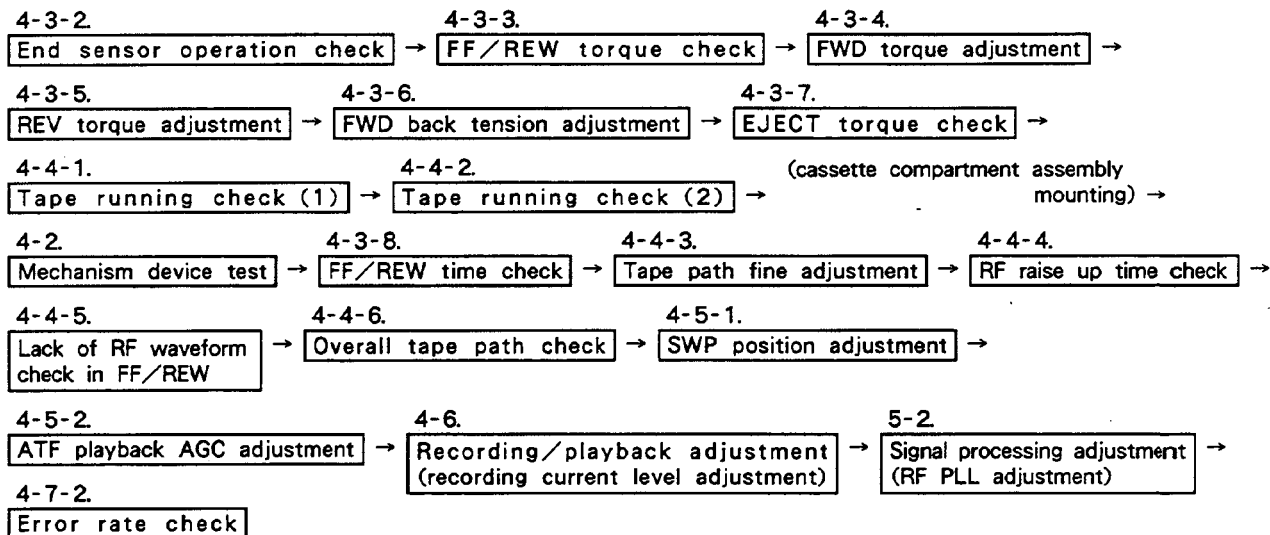 4-3-2. 4-3-3. 4-3-4.
End sensor operation check → FF/REW torque check → FWD torque adjustment →
4-3-5. 4-3-6. 4-3-7.
REV torque adjustment → FWD back tension adjustment → EJECT torque check →
4-4-1. 4-4-2. (cassette compartment assembly
Tape running check (1) → Tape running check (2) → mounting) →
4-2. 4-3-8. 4-4-3. 4-4-4.
Mechanism device test → FF/REW time check → Tape path fine adjustment → RF raise up time check →
4-4-5. 4-4-6. 4-5-1.
Lack of RF waveform → Overall tape path check → SWP position adjustment →
check in FF/REW
4-5-2. 4-6. 5-2.
ATF playback AGC adjustment → Recording/playback adjustment → Signal processing adjustment →
(recording current level adjustment) (RF PLL adjustment)
4-7-2.
Error rate check